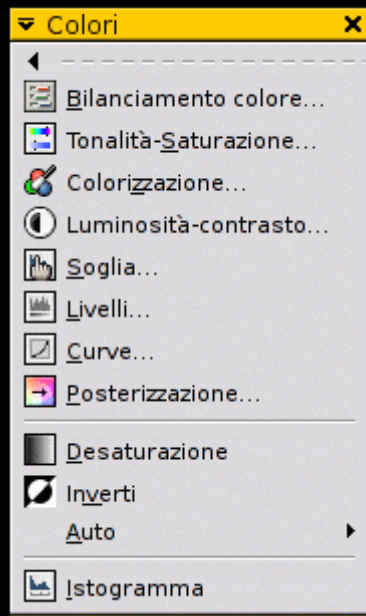 Colori
Bilanciamento colore...
Tonalità-Saturazione...
Colorizzazione...
Luminosità-contrasto...
Soglia...
Livelli...
Curve...
Posterizzazione...
Desaturazione
Inverti
Auto
Istogramma